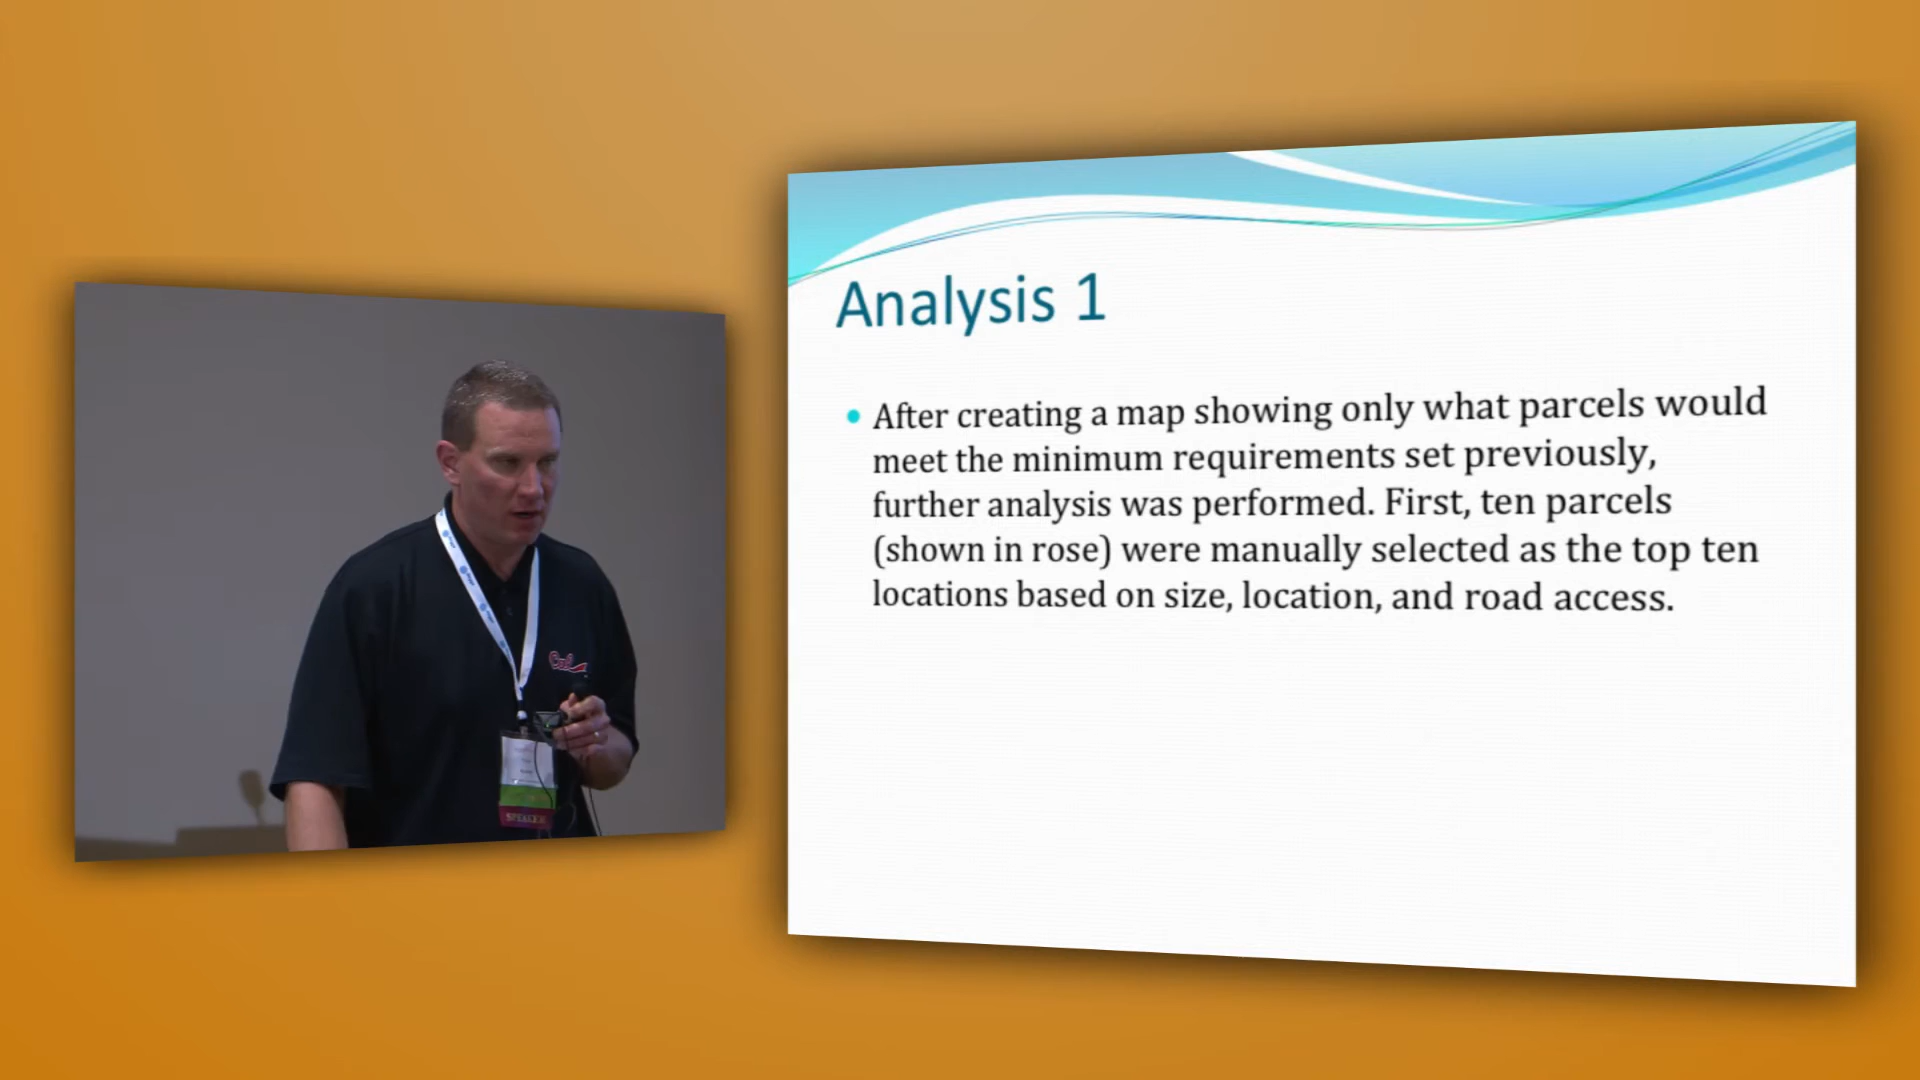 Analysis 1
After creating a map showing only what parcels would
meet the minimum requirements set previously,
further analysis was performed. First, ten parcels
(shown in rose) were manually selected as the top ten
locations based on size, location, and road access.
Cal
SPEAKER